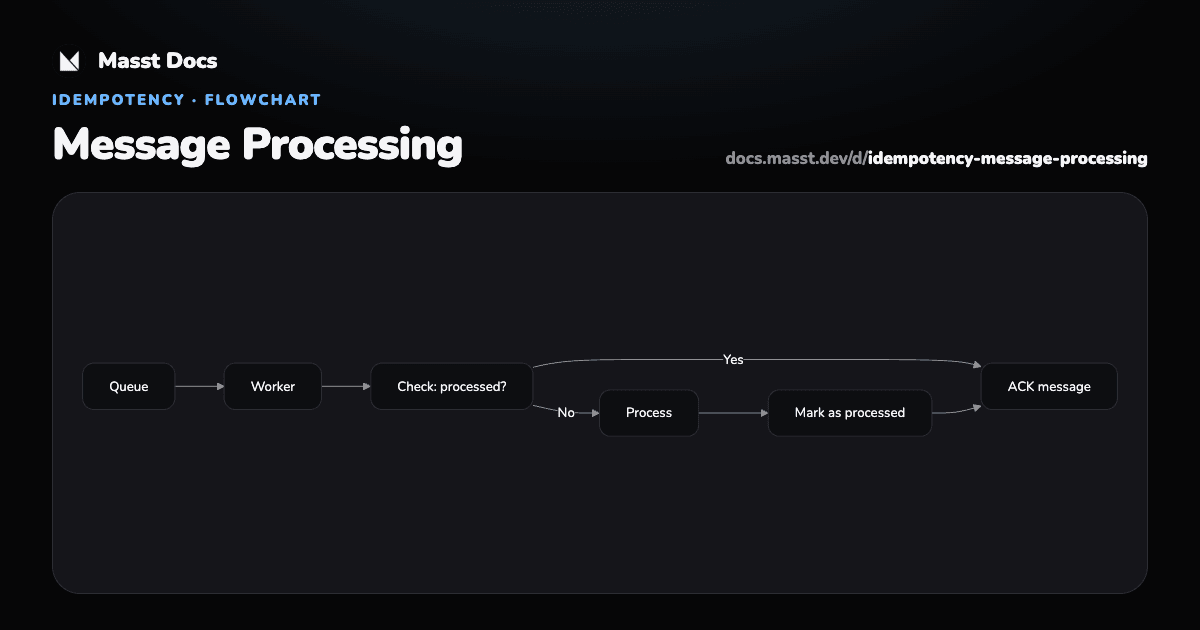 Masst Docs
IDEMPOTENCY · FLOWCHART
Message Processing
docs.masst.dev/d/idempotency-message-processing
Queue
Worker
Check: processed?
Yes
No
Process
Mark as processed
ACK message